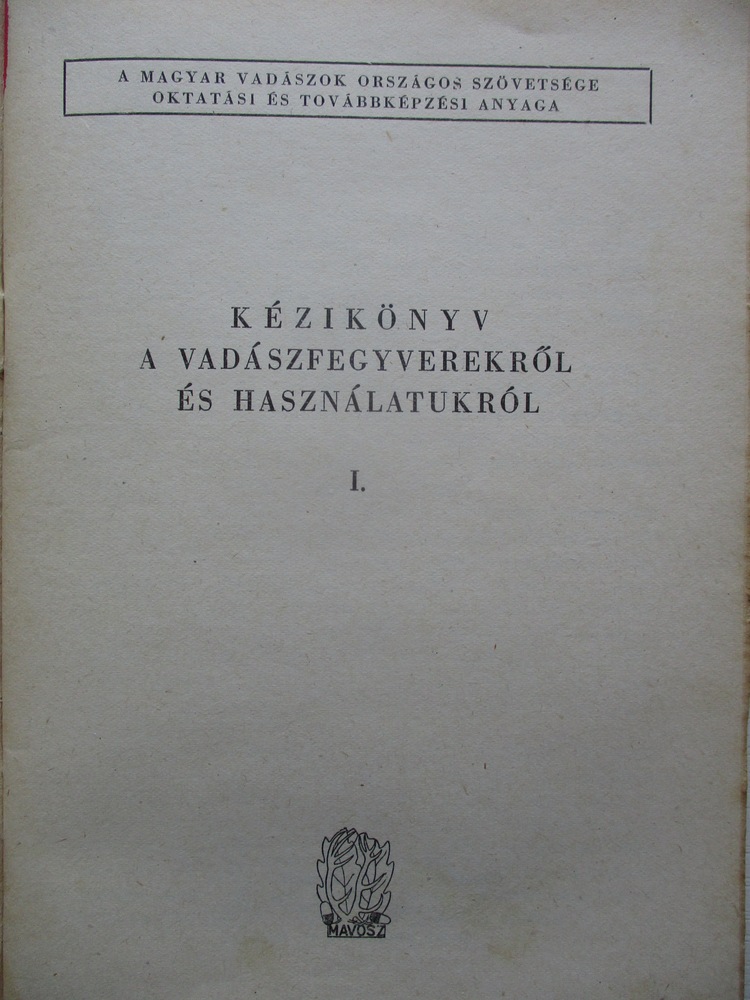 A MAGYAR VADÁSZOK ORSZÁGOS SZÖVETSÉGE
OKTATÁSI ÉS TOVÁBBKÉPZÉSI ANYAGA
KÉZIKÖNYV
A VADÁSZFEGYVEREKRŐL
ÉS HASZNÁLATUKRÓL
I.
MAVOSZ